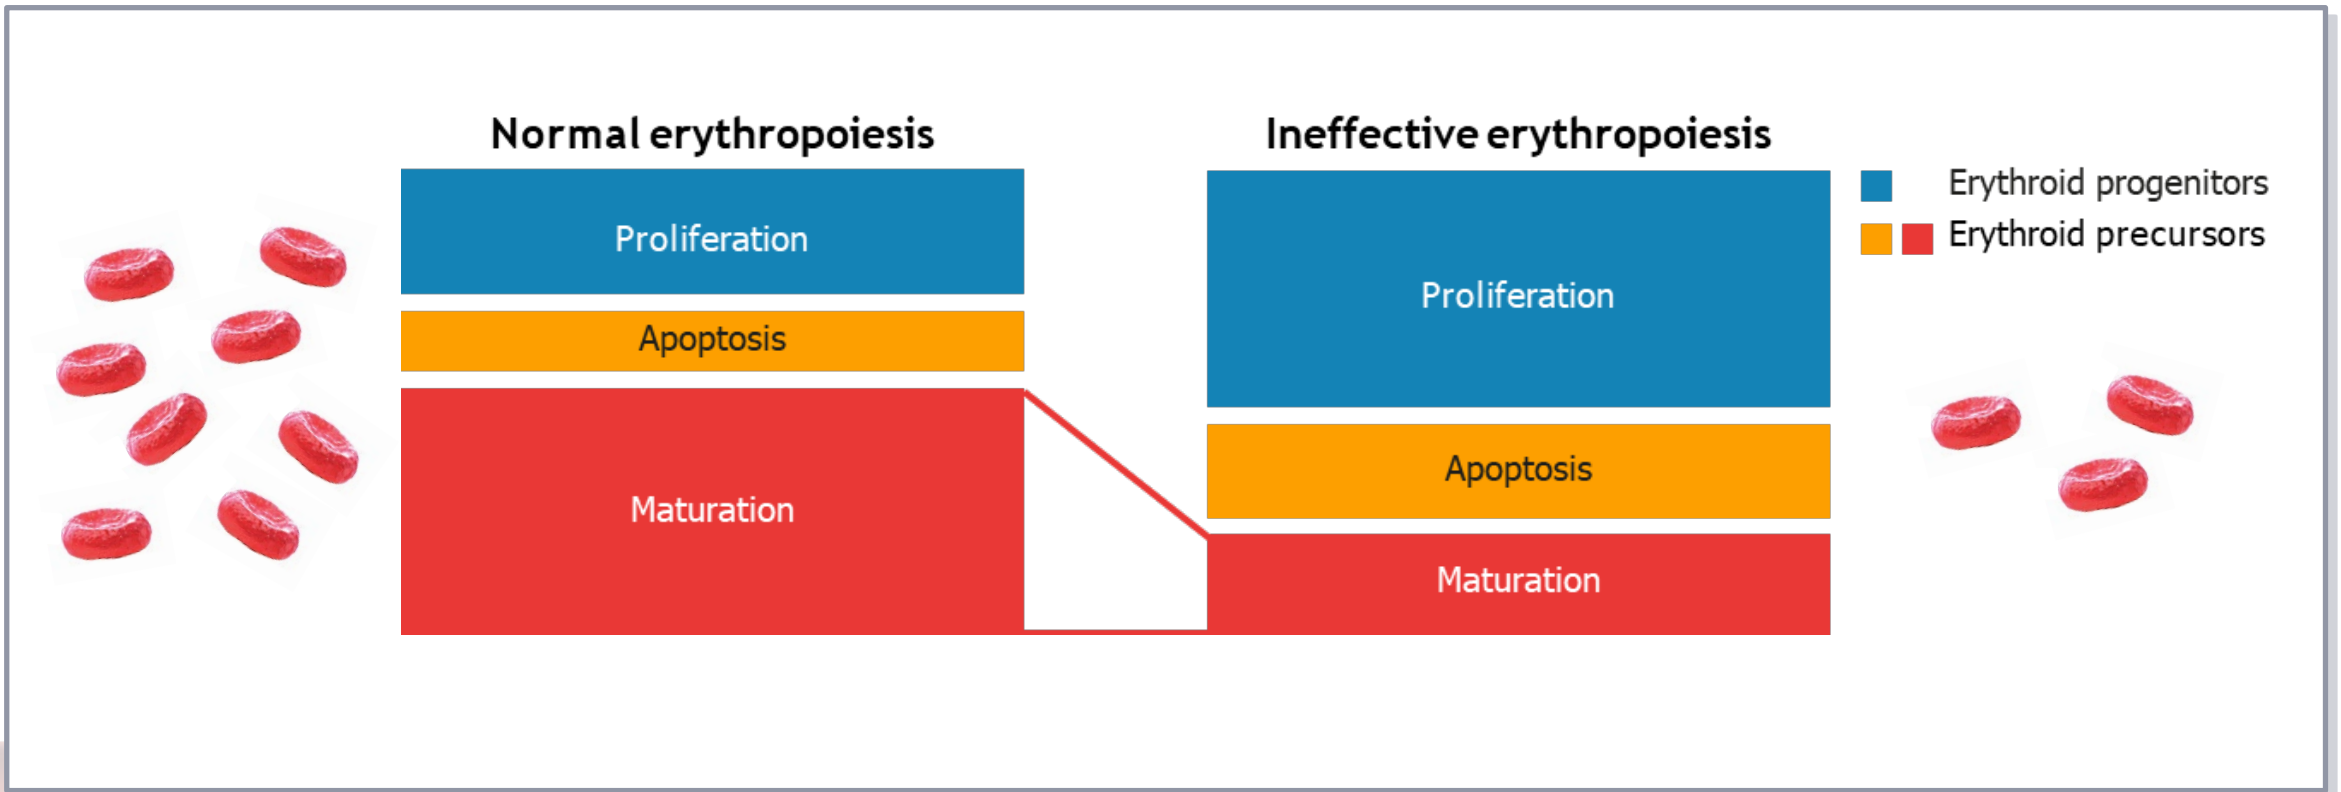 Normal erythropoiesis
Proliferation
Apoptosis
Maturation
Ineffective erythropoiesis
Proliferation
Apoptosis
Maturation
Erythroid progenitors
Erythroid precursors